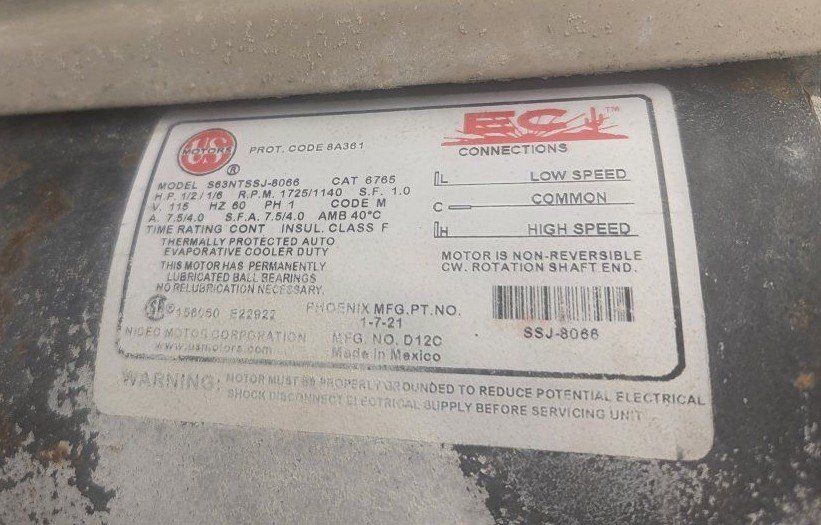 US
MOTORS
®
PROT. CODE 8A361
MODEL S63NTSSJ-8066 CAT 6765
H.P. 1/2/1/6 R.P.M. 1725/1140 S.F. 1.0
V. 115 HZ 60 PH 1 CODE M
A. 7.5/4.0 S.F.A. 7.5/4.0 AMB 40°C
TIME RATING CONT INSUL. CLASS F
THERMALLY PROTECTED AUTO
EVAPORATIVE COOLER DUTY
THIS MOTOR HAS PERMANENTLY
LUBRICATED BALL BEARINGS
NO RELUBRICATION NECESSARY.
E22922
NIDEC MOTOR CORPORATION
www.usmotors.com
PHOENIX MFG.PT.NO.
1-7-21
MFG. NO. D12C
Made in Mexico
EC™
CONNECTIONS
L LOW SPEED
C COMMON
H HIGH SPEED
MOTOR IS NON-REVERSIBLE
CW. ROTATION SHAFT END.
SSJ-8066
WARNING: MOTOR MUST BE PROPERLY GROUNDED TO REDUCE POTENTIAL ELECTRICAL
SHOCK DISCONNECT ELECTRICAL SUPPLY BEFORE SERVICING UNIT